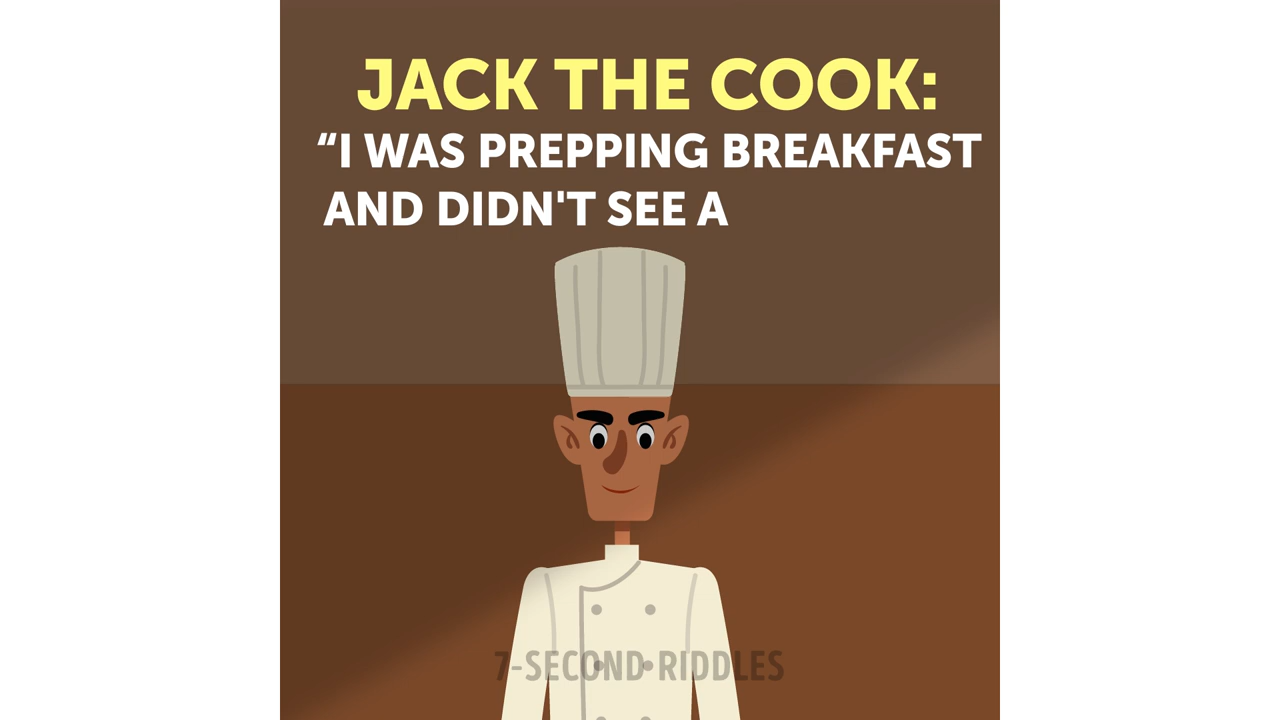 JACK THE COOK:
“I WAS PREPPING BREAKFAST
AND DIDN'T SEE A
7-SECOND RIDDLES